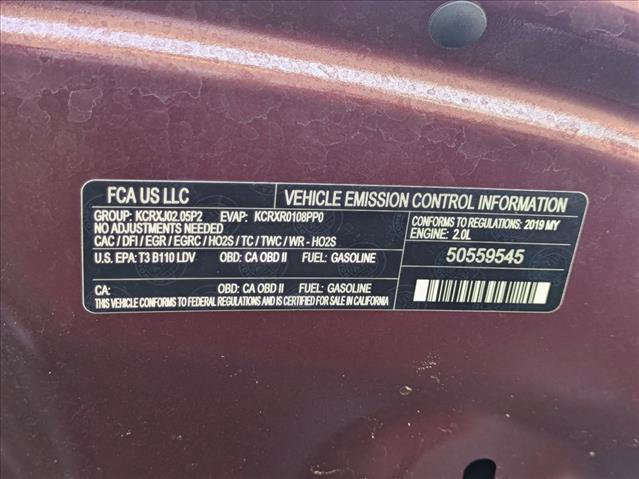 FCA US LLC
VEHICLE EMISSION CONTROL INFORMATION
GROUP: KCRXJ02.05P2 EVAP: KCRXR0108PP0
NO ADJUSTMENTS NEEDED
CAC / DFI / EGR / EGRC / HO2S / TC / TWC / WR - HO2S
CONFORMS TO REGULATIONS: 2019 MY
ENGINE: 2.0L
U.S. EPA: T3 B110 LDV OBD: CA OBD II FUEL: GASOLINE
50559545
CA: OBD: CA OBD II FUEL: GASOLINE
THIS VEHICLE CONFORMS TO FEDERAL REGULATIONS AND IS CERTIFIED FOR SALE IN CALIFORNIA